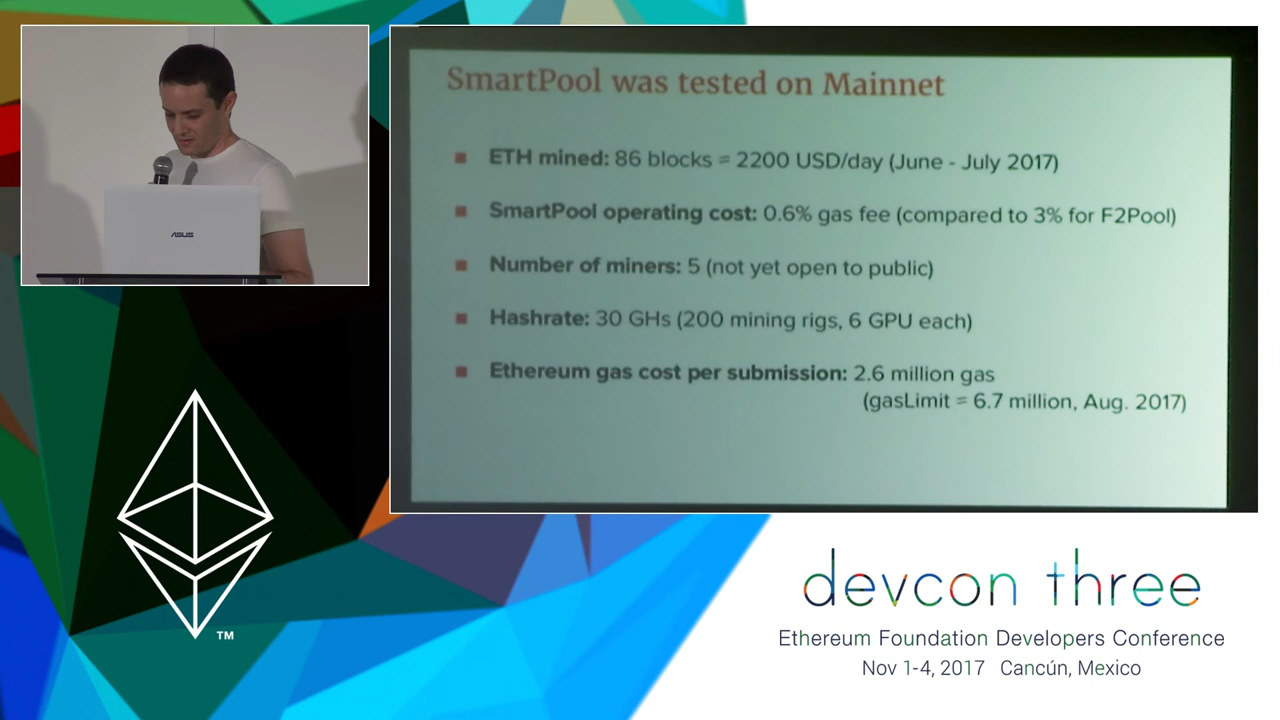 SmartPool was tested on Mainnet
ETH mined: 86 blocks = 2200 USD/day (June - July 2017)
SmartPool operating cost: 0.6% gas fee (compared to 3% for F2Pool)
Number of miners: 5 (not yet open to public)
Hashrate: 30 GHs (200 mining rigs, 6 GPU each)
Ethereum gas cost per submission: 2.6 million gas
(gasLimit = 6.7 million, Aug. 2017)
ASUS
TM
devcon three
Ethereum Foundation Developers Conference
Nov 1-4, 2017 Cancún, Mexico